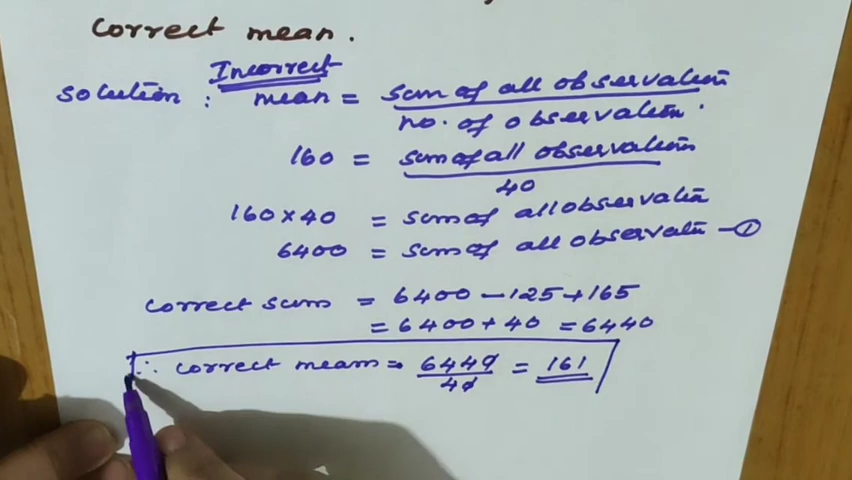 Correct mean.
Solution : Incorrect mean = sum of all observation
no. of observation.
160 = sum of all observations
40
160 × 40 = sum of all observation
6400 = sum of all observatn — ①
correct sum = 6400 — 125 + 165
= 6400 + 40 = 6440
∴ correct mean = 6440 = 161
40